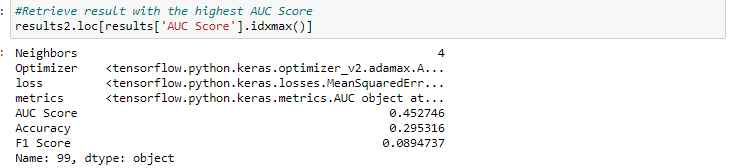 : #Retrieve result with the highest AUC Score
results2.loc[results['AUC Score'].idxmax()]
: Neighbors 4
Optimizer <tensorflow.python.keras.optimizer_v2.adamax.A...
loss <tensorflow.python.keras.losses.MeanSquaredErr...
metrics <tensorflow.python.keras.metrics.AUC object at...
AUC Score 0.452746
Accuracy 0.295316
F1 Score 0.0894737
Name: 99, dtype: object